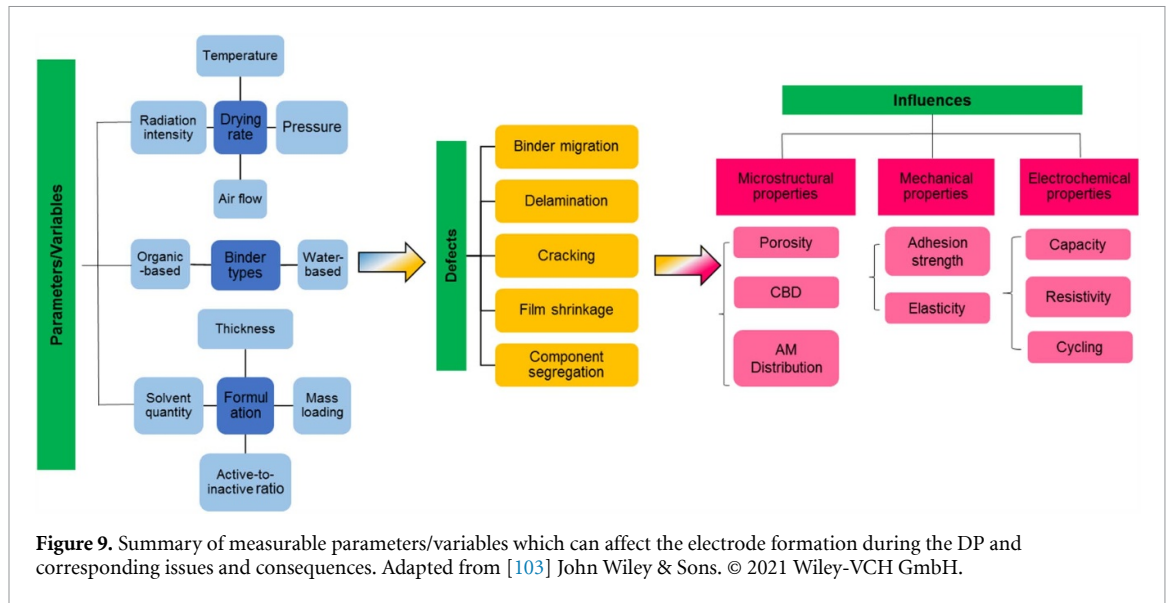 Parameters/Variables
Temperature
Radiation
intensity
Drying
rate
Pressure
Air flow
Organic
-based
Binder
types
Water-
based
Thickness
Solvent
quantity
Formul
ation
Mass
loading
Active-to-
inactive ratio
Defects
Binder migration
Delamination
Cracking
Film shrinkage
Component
segregation
Influences
Microstructural
properties
Porosity
CBD
AM
Distribution
Mechanical
properties
Adhesion
strength
Elasticity
Electrochemical
properties
Capacity
Resistivity
Cycling
Figure 9. Summary of measurable parameters/variables which can affect the electrode formation during the DP and
corresponding issues and consequences. Adapted from [103] John Wiley & Sons. © 2021 Wiley-VCH GmbH.